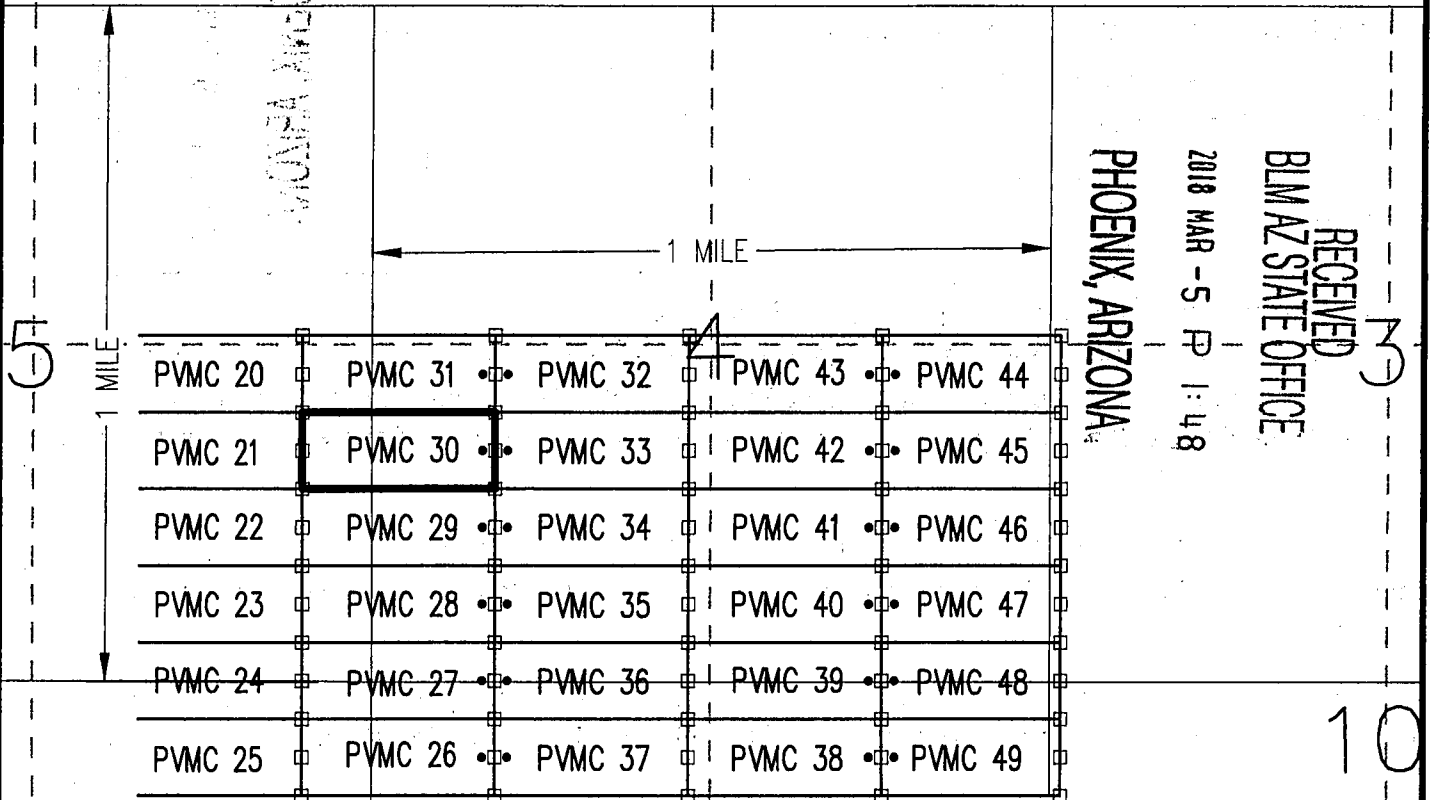 RECEIVED
BLM AZ STATE OFFICE
2018 MAR -5 P 1:48
PHOENIX, ARIZONA
1 MILE
1 MILE
5
4
3
PVMC 20 PVMC 31 PVMC 32 PVMC 43 PVMC 44
PVMC 21 PVMC 30 PVMC 33 PVMC 42 PVMC 45
PVMC 22 PVMC 29 PVMC 34 PVMC 41 PVMC 46
PVMC 23 PVMC 28 PVMC 35 PVMC 40 PVMC 47
PVMC 24 PVMC 27 PVMC 36 PVMC 39 PVMC 48
PVMC 25 PVMC 26 PVMC 37 PVMC 38 PVMC 49
10